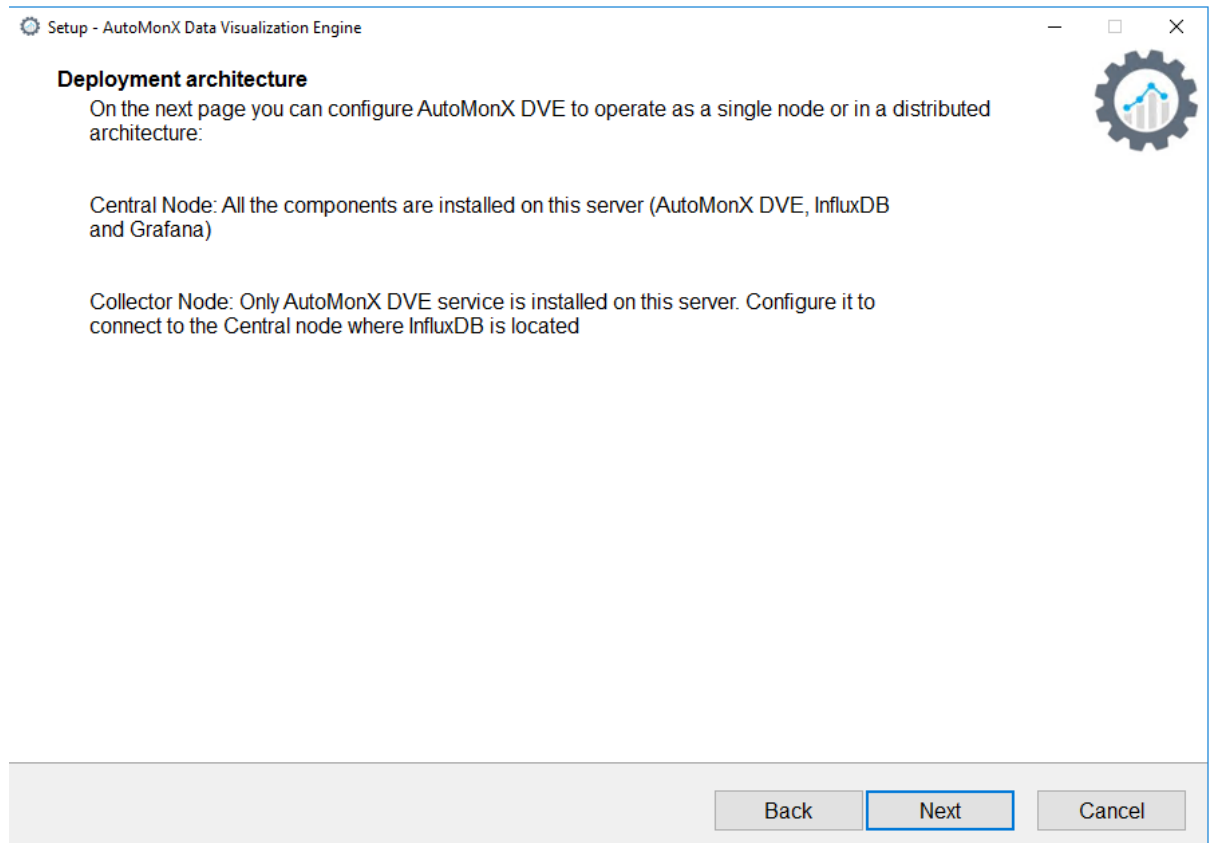 Setup - AutoMonX Data Visualization Engine
Deployment architecture
On the next page you can configure AutoMonX DVE to operate as a single node or in a distributed
architecture:
Central Node: All the components are installed on this server (AutoMonX DVE, InfluxDB
and Grafana)
Collector Node: Only AutoMonX DVE service is installed on this server. Configure it to
connect to the Central node where InfluxDB is located
Back Next Cancel